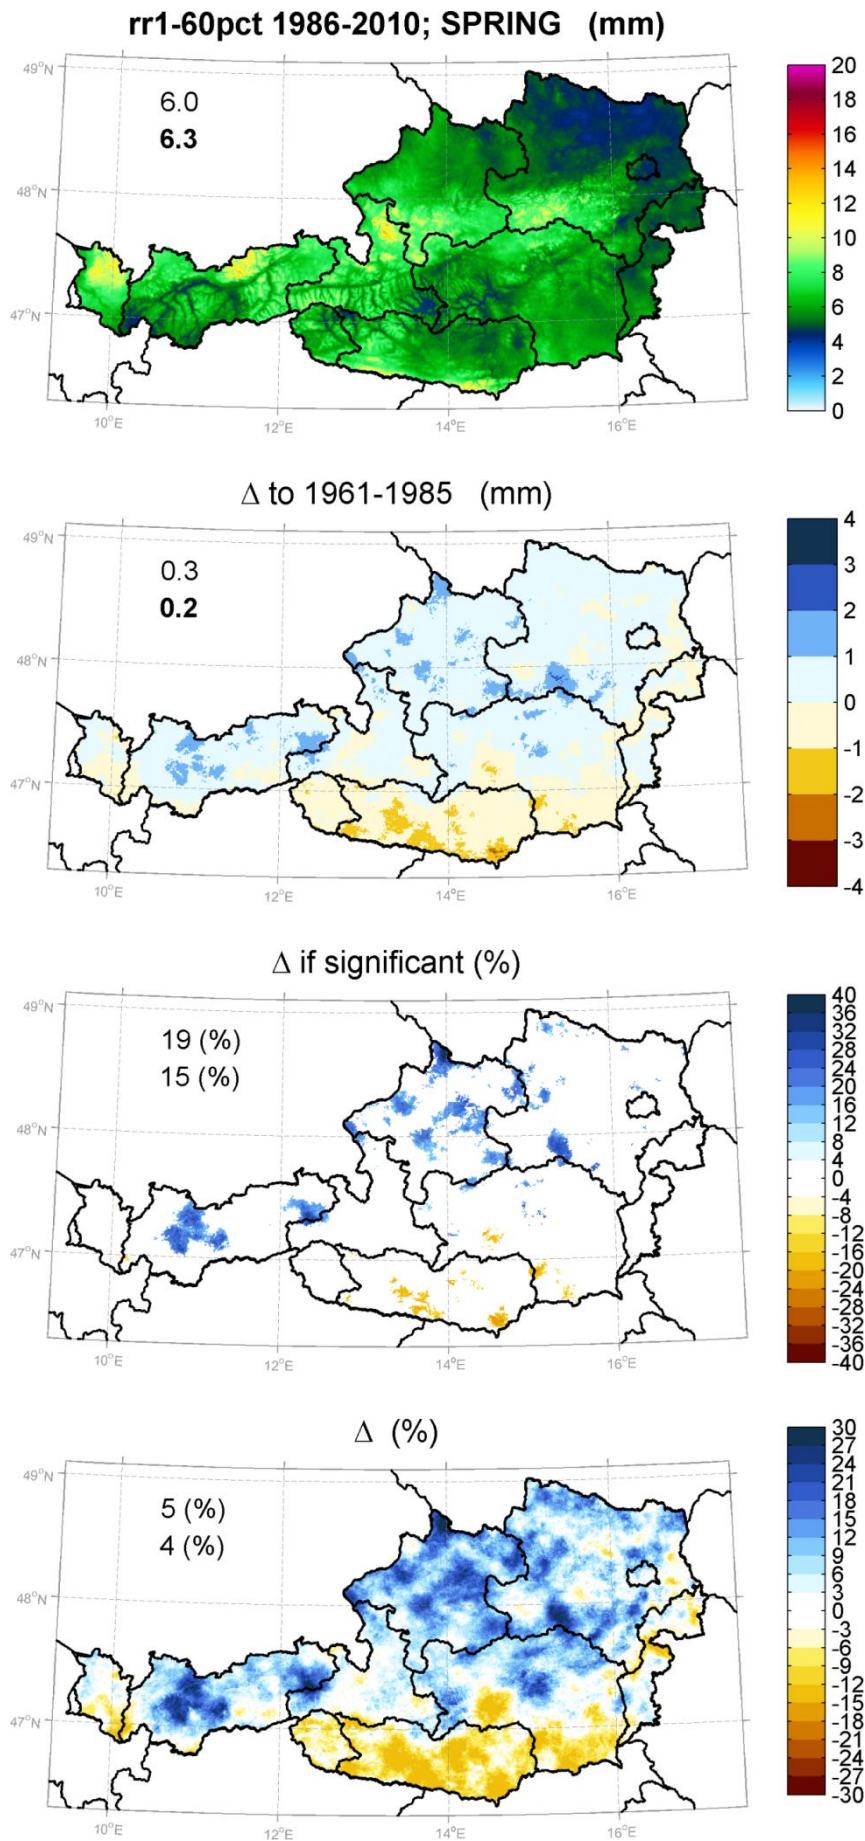 rr1-60pct 1986-2010; SPRING (mm)
49°N
48°N
47°N
10°E
12°E
14°E
16°E
6.0
6.3
20
18
16
14
12
10
8
6
4
2
0
Δ to 1961-1985 (mm)
49°N
48°N
47°N
10°E
12°E
14°E
16°E
0.3
0.2
4
3
2
1
0
-1
-2
-3
-4
Δ if significant (%)
49°N
48°N
47°N
10°E
12°E
14°E
16°E
19 (%)
15 (%)
40
36
32
28
24
20
16
12
8
4
0
-4
-8
-12
-16
-20
-24
-28
-32
-36
-40
Δ (%)
49°N
48°N
47°N
10°E
12°E
14°E
16°E
5 (%)
4 (%)
30
27
24
21
18
15
12
9
6
3
0
-3
-6
-9
-12
-15
-18
-21
-24
-27
-30